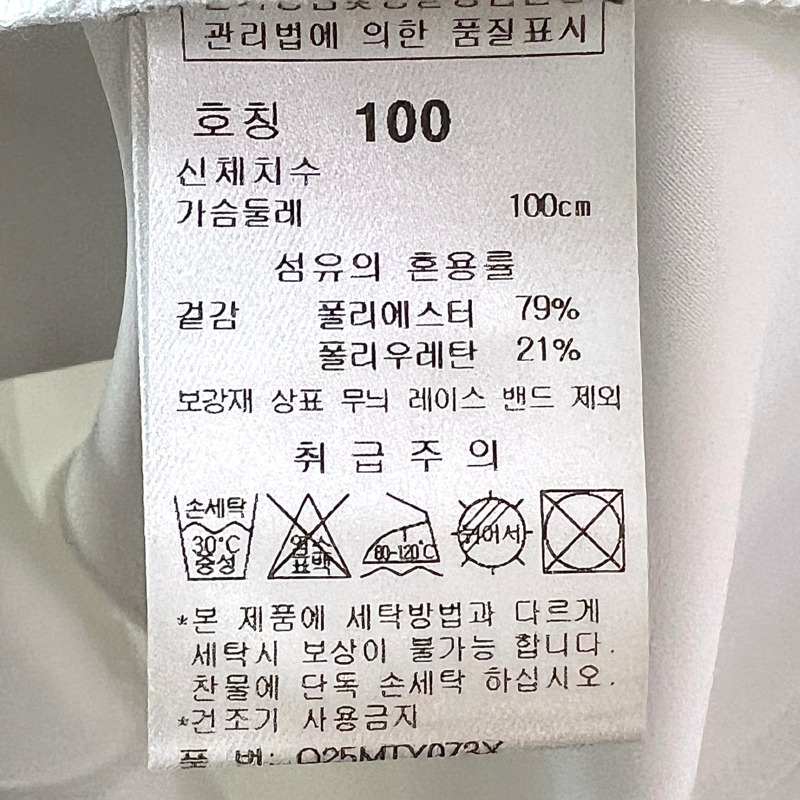 관리법에 의한 품질표시
호칭 100
신체치수
가슴둘레 100cm
섬유의 혼용률
겉감 폴리에스터 79%
폴리우레탄 21%
보강재 상표 무늬 레이스 밴드 제외
취급주의
손세탁 30°C 중성
염소 표백
80-120°C
뉘어서
*본 제품에 세탁방법과 다르게
세탁시 보상이 불가능 합니다.
찬물에 단독 손세탁 하십시오.
*건조기 사용금지
품 번: